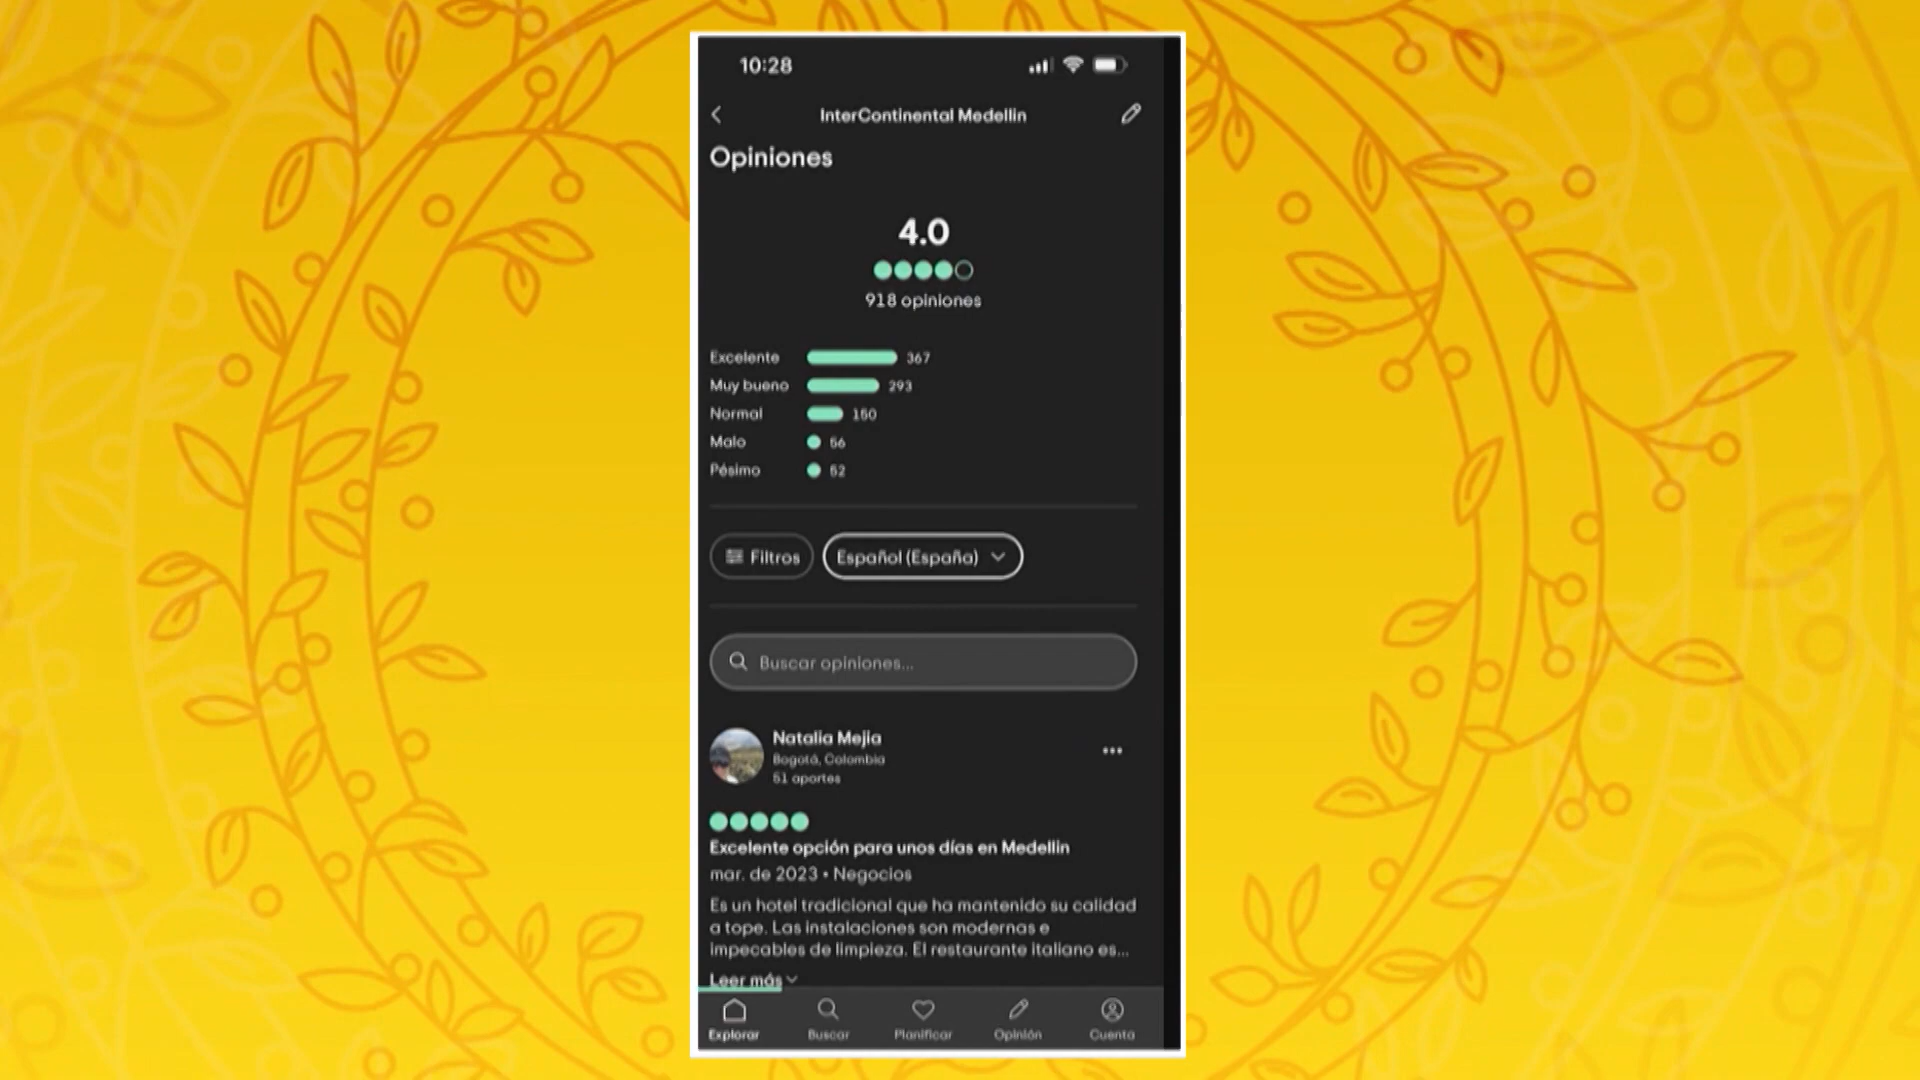 10:28
InterContinental Medellin
Opiniones
4.0
918 opiniones
Excelente 367
Muy bueno 293
Normal 150
Malo 56
Pésimo 52
Filtros Español (España)
Buscar opiniones...
Natalia Mejia
Bogotá, Colombia
51 aportes
Excelente opción para unos días en Medellin
mar. de 2023 • Negocios
Es un hotel tradicional que ha mantenido su calidad
a tope. Las instalaciones son modernas e
impecables de limpieza. El restaurante italiano es...
Leer más
Explorar Buscar Planificar Opinión Cuenta